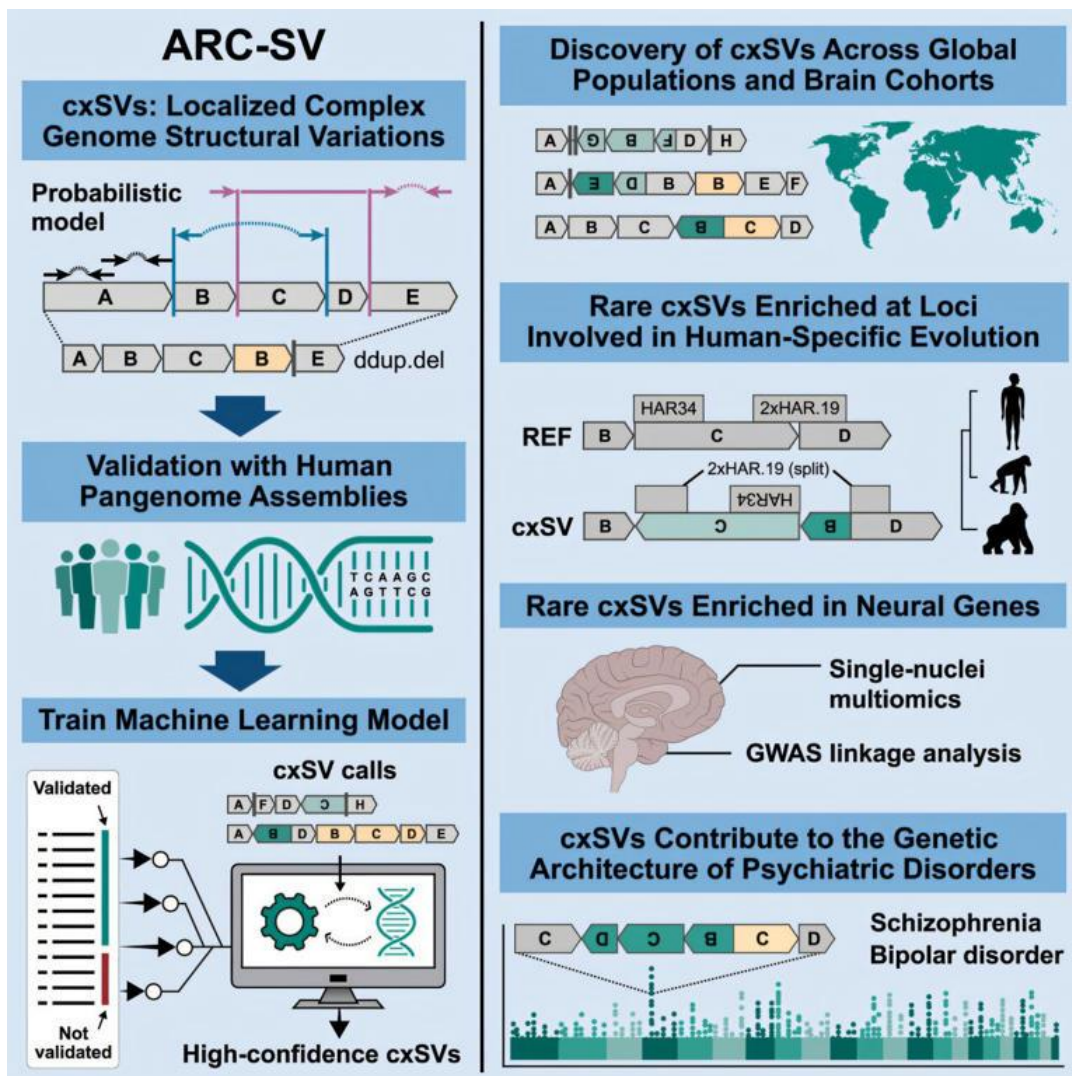 ARC-SV
cxSVs: Localized Complex
Genome Structural Variations
Probabilistic
model
A B C D E
A B C B E ddup.del
Validation with Human
Pangenome Assemblies
T C A A G C
A G T T C G
Train Machine Learning Model
Validated
Not
validated
cxSV calls
A F D C H
A B D B C D E
High-confidence cxSVs
Discovery of cxSVs Across Global
Populations and Brain Cohorts
A G B F D H
A E D B B E F
A B C B C D
Rare cxSVs Enriched at Loci
Involved in Human-Specific Evolution
HAR34 2xHAR.19
REF B C D
2xHAR.19 (split)
HAR34
cxSV B C B D
Rare cxSVs Enriched in Neural Genes
Single-nuclei
multiomics
GWAS linkage analysis
cxSVs Contribute to the Genetic
Architecture of Psychiatric Disorders
C D C B C D
Schizophrenia
Bipolar disorder